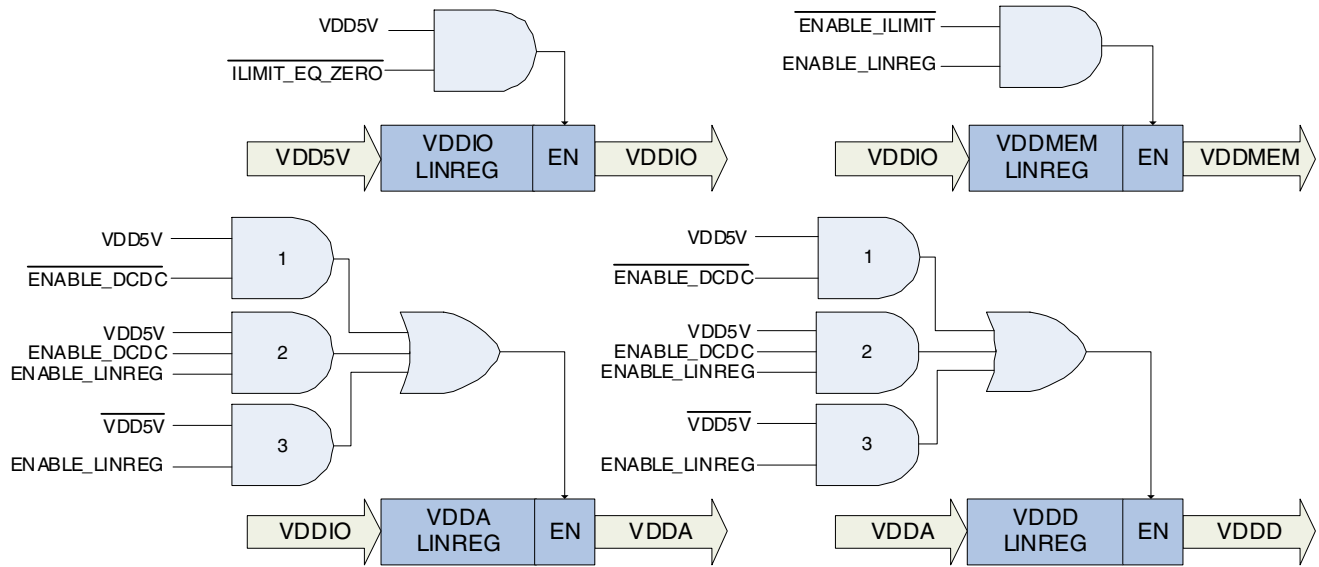 VDD5V
ILIMIT_EQ_ZERO
VDD5V
VDDIO LINREG
EN
VDDIO
ENABLE_ILIMIT
ENABLE_LINREG
VDDIO
VDDMEM LINREG
EN
VDDMEM
VDD5V
ENABLE_DCDC
1
VDD5V
ENABLE_DCDC
ENABLE_LINREG
2
VDD5V
ENABLE_LINREG
3
VDDIO
VDDA LINREG
EN
VDDA
VDD5V
ENABLE_DCDC
1
VDD5V
ENABLE_DCDC
ENABLE_LINREG
2
VDD5V
ENABLE_LINREG
3
VDDA
VDDD LINREG
EN
VDDD